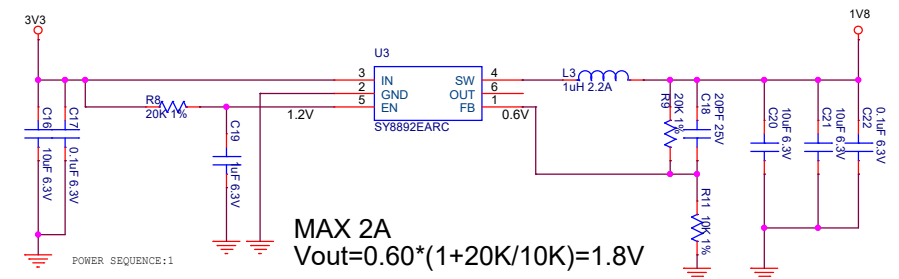 3V3
1V8
U3
3
IN
SW
4
2
GND
OUT
6
5
EN
FB
1
SY8892EARC
1.2V
0.6V
R8
20K 1%
L3
1uH 2.2A
C16
10uF 6.3V
C17
0.1uF 6.3V
C19
1uF 6.3V
R9
20K 1%
C18
20PF 25V
R11
10K 1%
C20
10uF 6.3V
C21
10uF 6.3V
C22
0.1uF 6.3V
MAX 2A
Vout=0.60*(1+20K/10K)=1.8V
POWER SEQUENCE:1